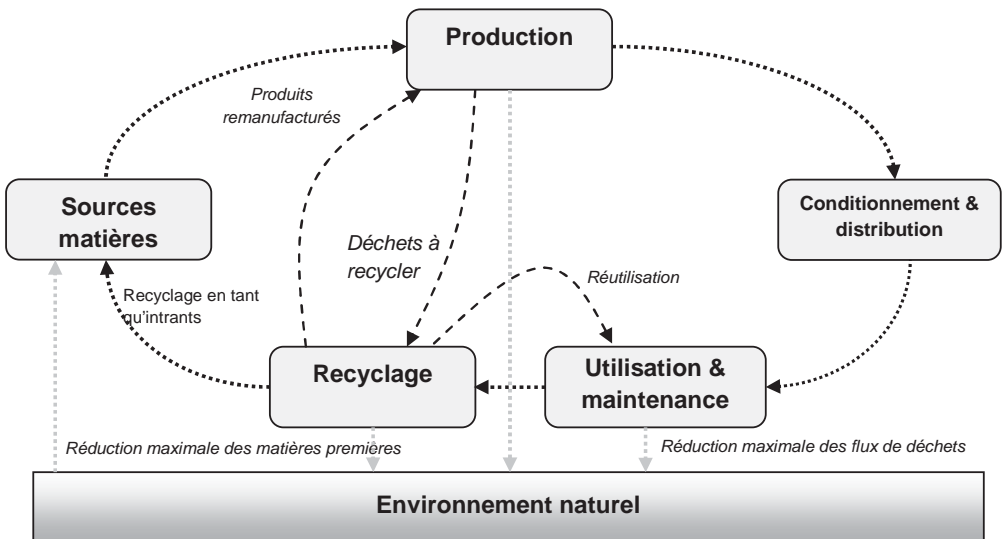 Production
Produits
remanufacturés
Sources
matières
Conditionnement &
distribution
Déchets à
recycler
Réutilisation
Recyclage en tant
qu'intrants
Recyclage
Utilisation &
maintenance
Réduction maximale des matières premières
Réduction maximale des flux de déchets
Environnement naturel